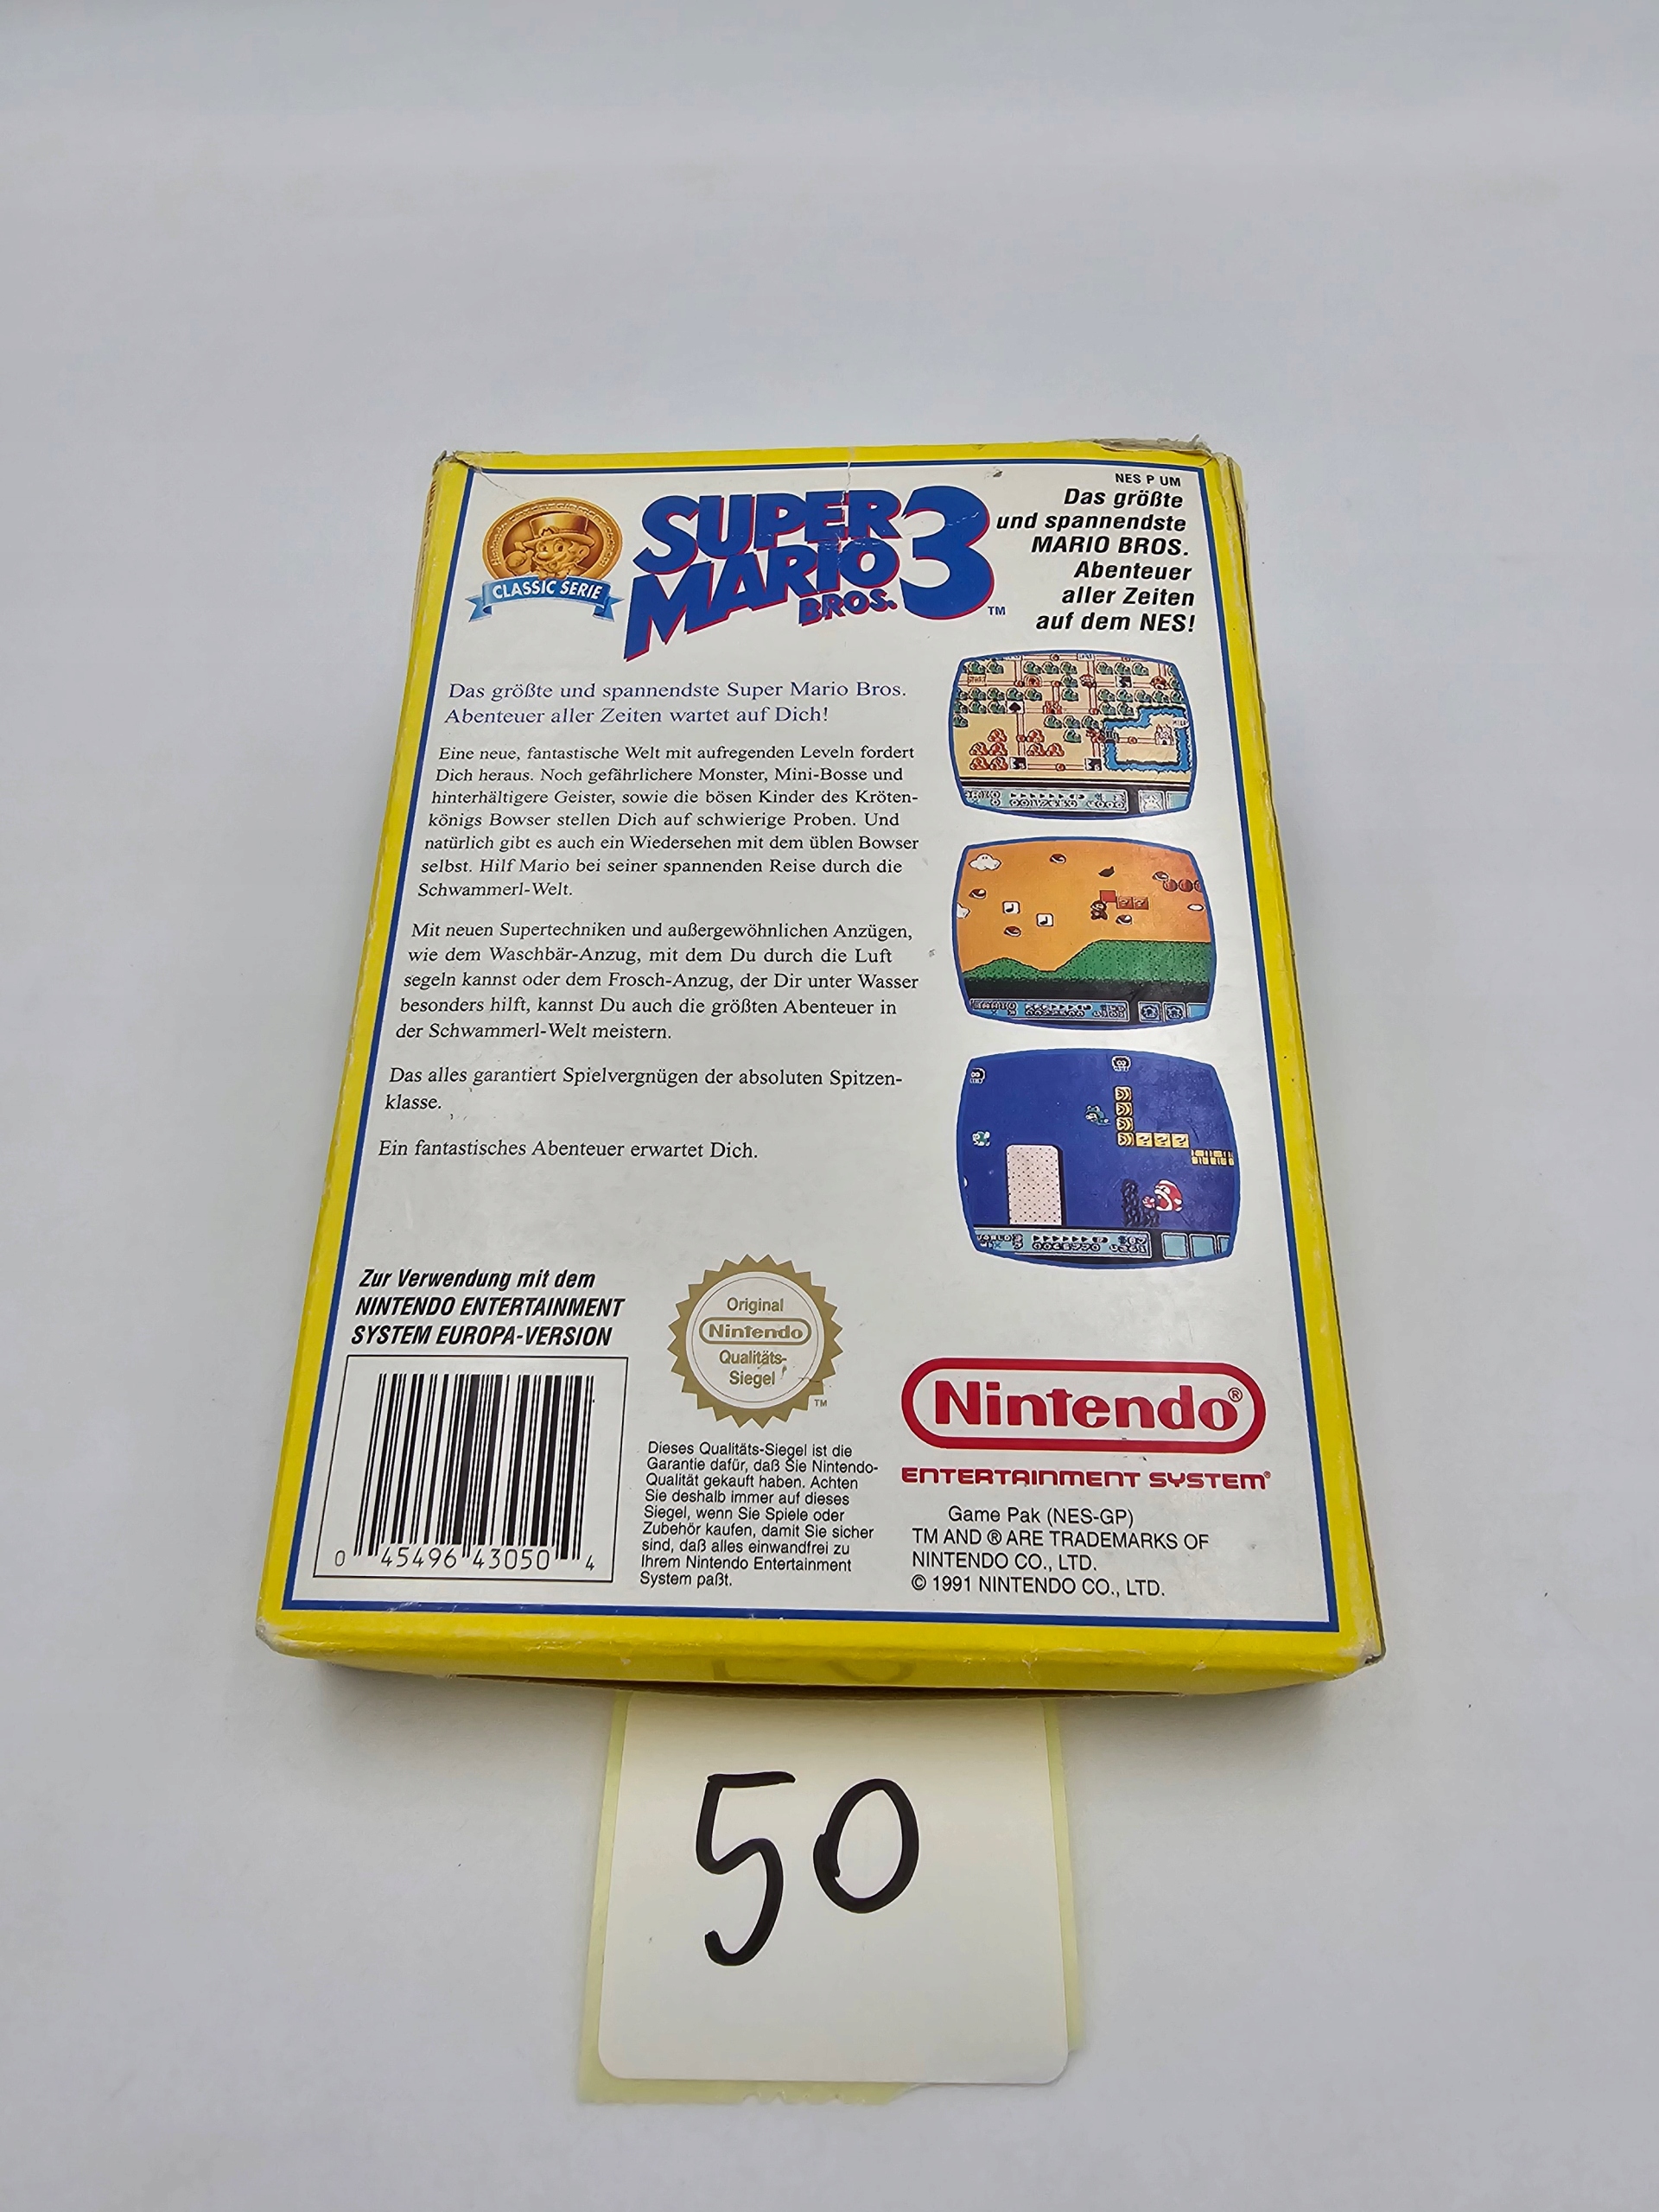 NES P UM
CLASSIC SERIE
SUPER
MARIO
BROS. 3 TM
Das größte
und spannendste
MARIO BROS.
Abenteuer
aller Zeiten
auf dem NES!
Das größte und spannendste Super Mario Bros.
Abenteuer aller Zeiten wartet auf Dich!
Eine neue, fantastische Welt mit aufregenden Leveln fordert
Dich heraus. Noch gefährlichere Monster, Mini-Bosse und
hinterhältigere Geister, sowie die bösen Kinder des Kröten-
königs Bowser stellen Dich auf schwierige Proben. Und
natürlich gibt es auch ein Wiedersehen mit dem üblen Bowser
selbst. Hilf Mario bei seiner spannenden Reise durch die
Schwammerl-Welt.
Mit neuen Supertechniken und außergewöhnlichen Anzügen,
wie dem Waschbär-Anzug, mit dem Du durch die Luft
segeln kannst oder dem Frosch-Anzug, der Dir unter Wasser
besonders hilft, kannst Du auch die größten Abenteuer in
der Schwammerl-Welt meistern.
Das alles garantiert Spielvergnügen der absoluten Spitzen-
klasse.
Ein fantastisches Abenteuer erwartet Dich.
START
Zur Verwendung mit dem
NINTENDO ENTERTAINMENT
SYSTEM EUROPA-VERSION
0 45496 43050 4
Original
Nintendo
Qualitäts-
Siegel
TM
Dieses Qualitäts-Siegel ist die
Garantie dafür, daß Sie Nintendo-
Qualität gekauft haben. Achten
Sie deshalb immer auf dieses
Siegel, wenn Sie Spiele oder
Zubehör kaufen, damit Sie sicher
sind, daß alles einwandfrei zu
Ihrem Nintendo Entertainment
System paßt.
Nintendo®
ENTERTAINMENT SYSTEM®
Game Pak (NES-GP)
TM AND ® ARE TRADEMARKS OF
NINTENDO CO., LTD.
© 1991 NINTENDO CO., LTD.
50